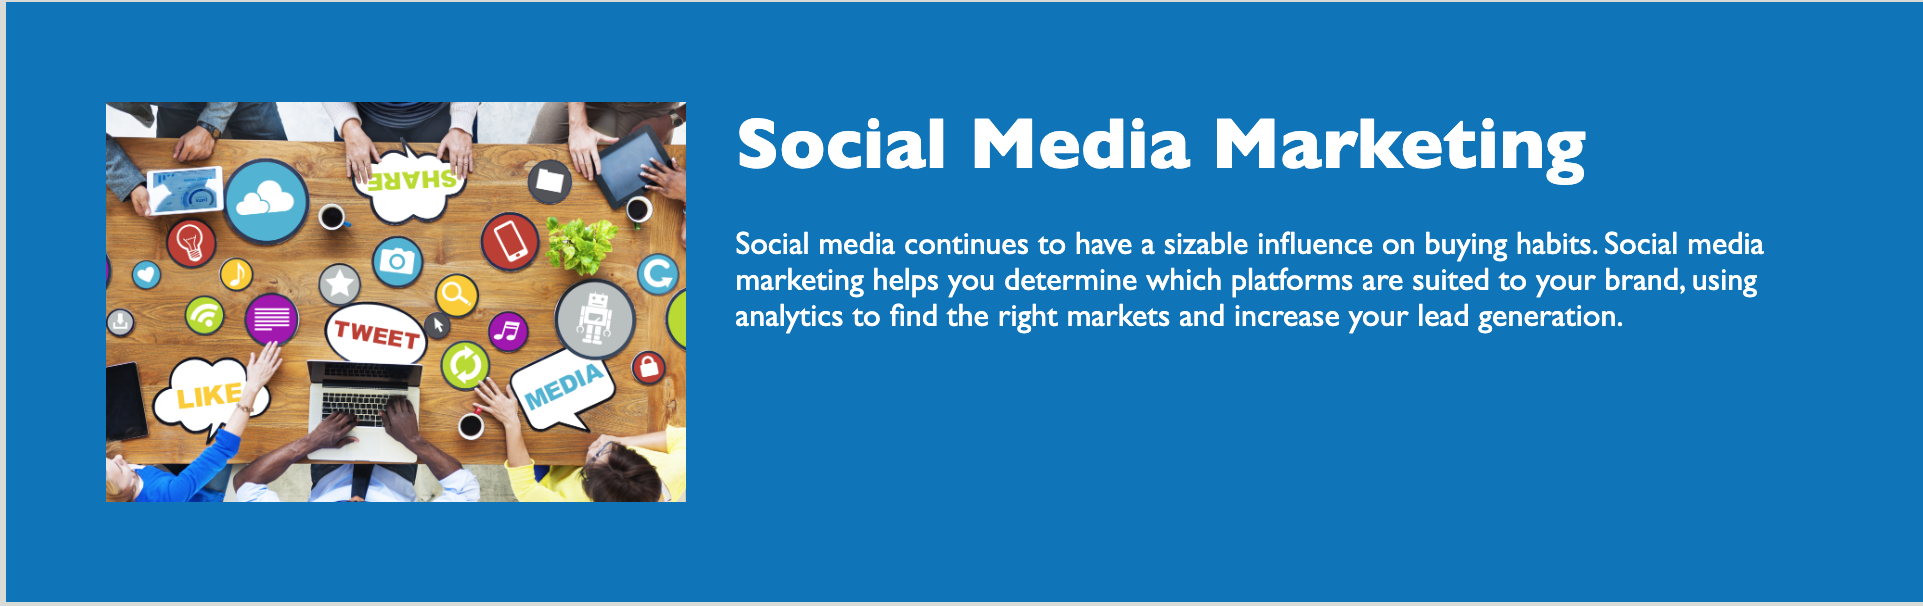 Social Media Marketing
Social media continues to have a sizable influence on buying habits. Social media
marketing helps you determine which platforms are suited to your brand, using
analytics to find the right markets and increase your lead generation.
SHARE
TWEET
LIKE
MEDIA